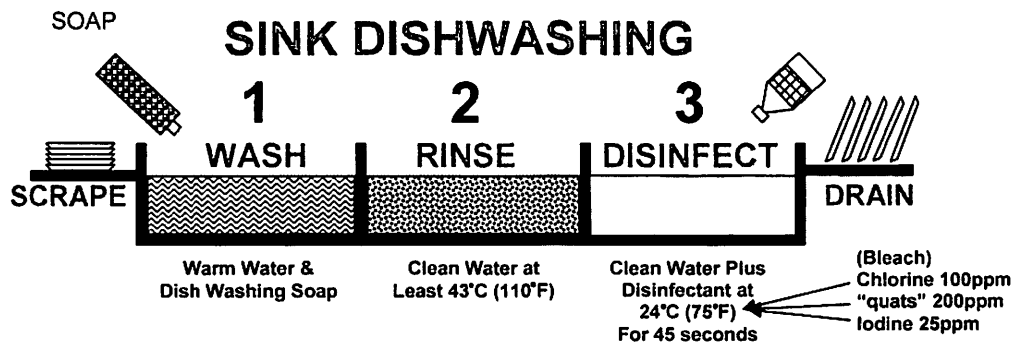 SOAP
SINK DISHWASHING
1
2
3
WASH
RINSE
DISINFECT
SCRAPE
DRAIN
Warm Water &
Dish Washing Soap
Clean Water at
Least 43°C (110°F)
Clean Water Plus
Disinfectant at
24°C (75°F)
For 45 seconds
(Bleach)
Chlorine 100ppm
“quats” 200ppm
Iodine 25ppm